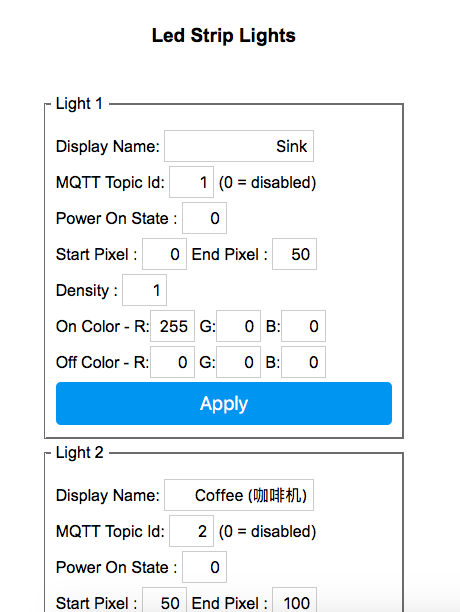 Led Strip Lights
Light 1
Display Name: Sink
MQTT Topic Id: 1 (0 = disabled)
Power On State : 0
Start Pixel : 0 End Pixel : 50
Density : 1
On Color - R: 255 G: 0 B: 0
Off Color - R: 0 G: 0 B: 0
Apply
Light 2
Display Name: Coffee (咖啡机)
MQTT Topic Id: 2 (0 = disabled)
Power On State : 0
Start Pixel : 50 End Pixel : 100